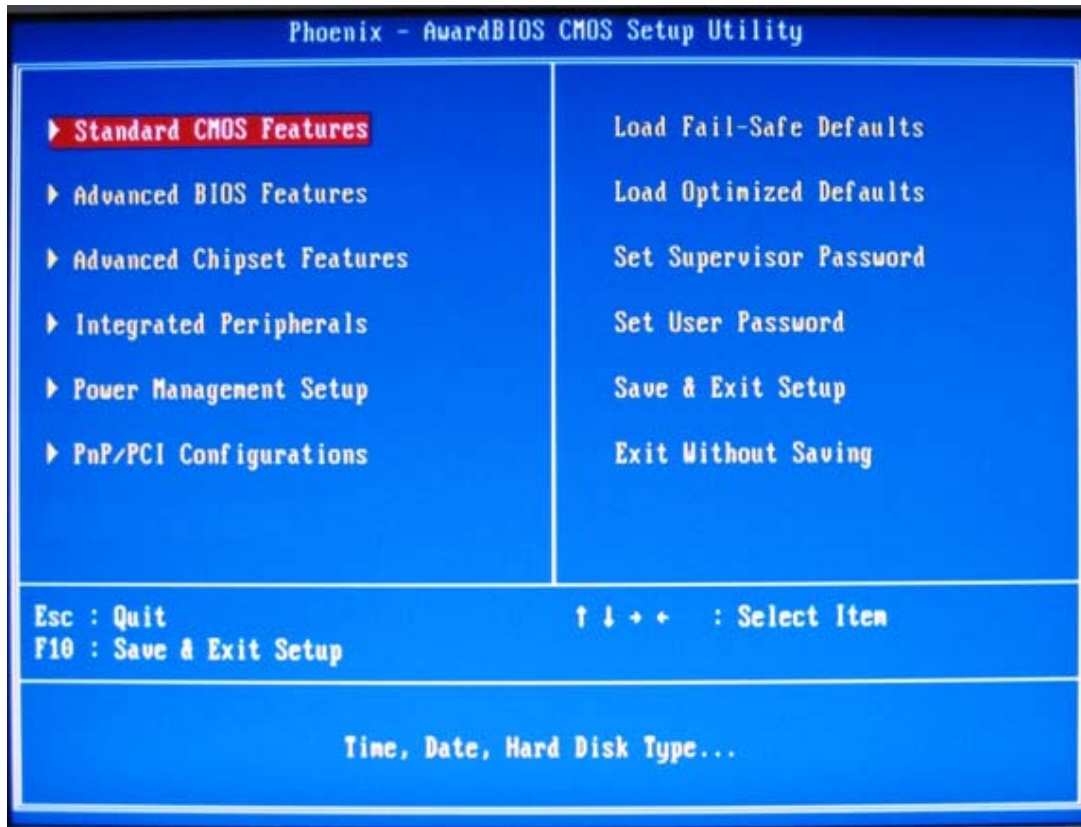 Phoenix - AwardBIOS CMOS Setup Utility
Standard CMOS Features
Advanced BIOS Features
Advanced Chipset Features
Integrated Peripherals
Power Management Setup
PnP/PCI Configurations
Load Fail-Safe Defaults
Load Optimized Defaults
Set Supervisor Password
Set User Password
Save & Exit Setup
Exit Without Saving
Esc : Quit
F10 : Save & Exit Setup
↑ ↓ → ← : Select Item
Time, Date, Hard Disk Type...